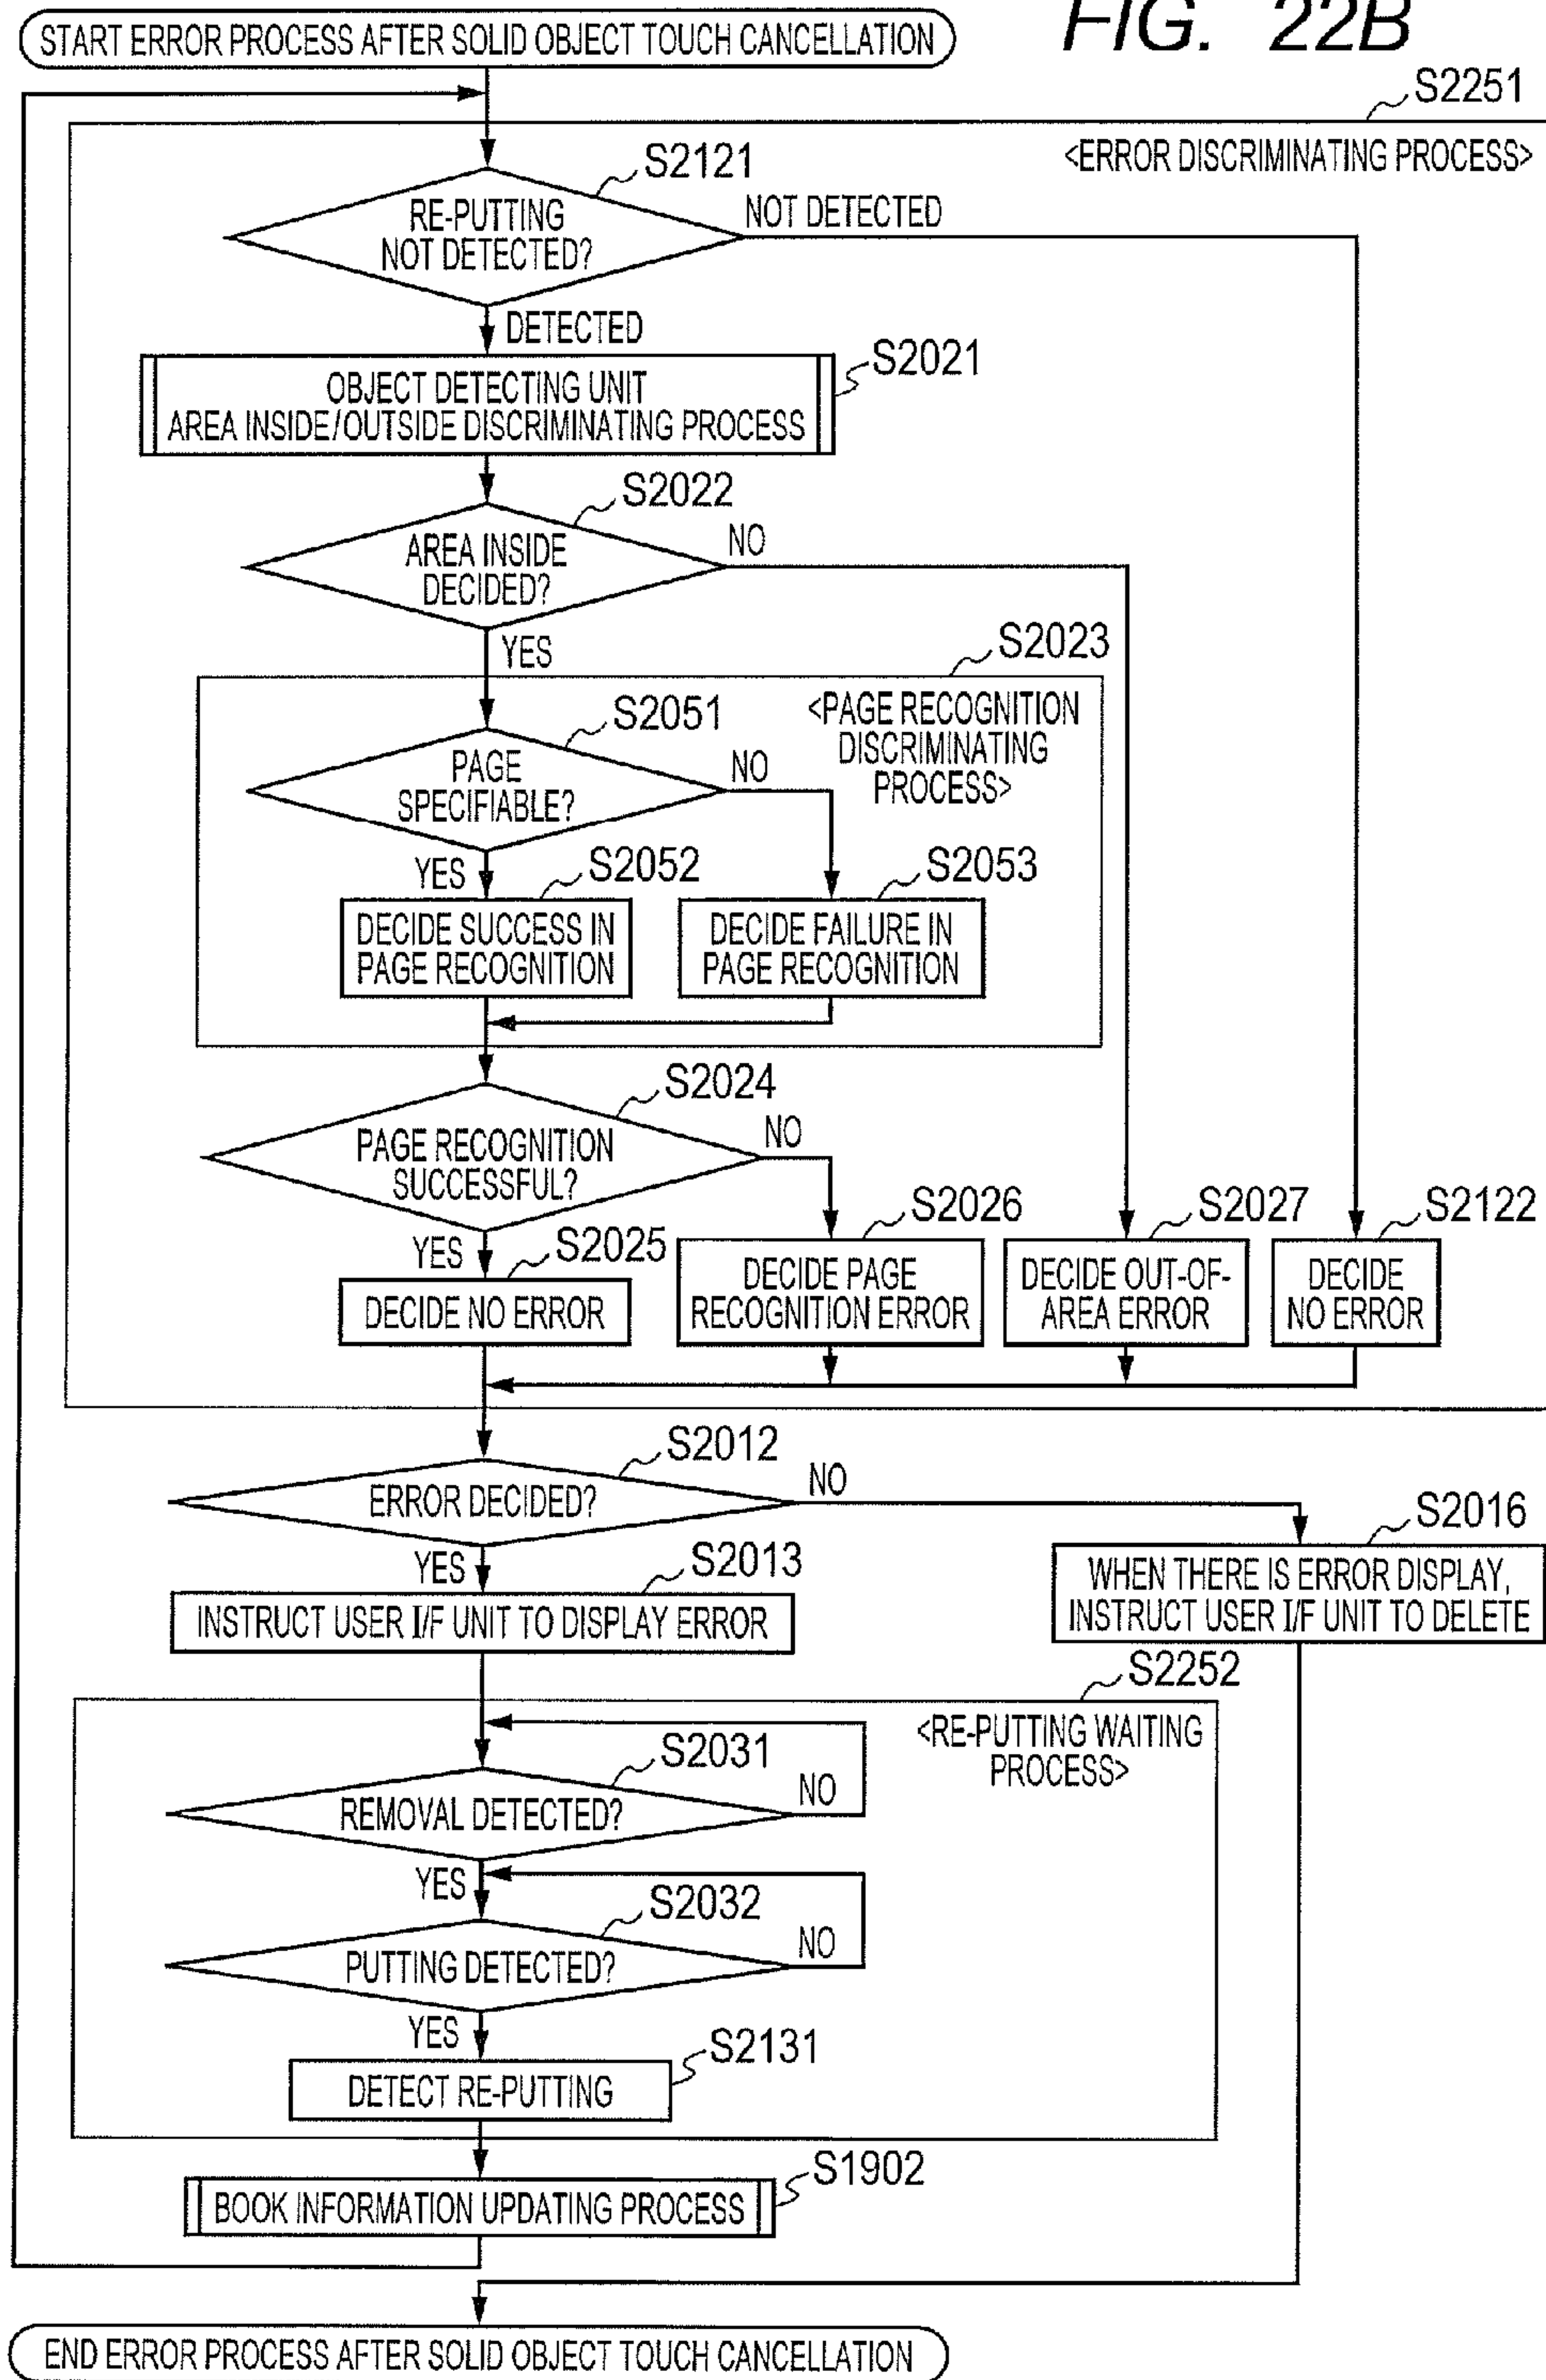 FIG. 22B
START ERROR PROCESS AFTER SOLID OBJECT TOUCH CANCELLATION
S2251
<ERROR DISCRIMINATING PROCESS>
S2121
RE-PUTTING
NOT DETECTED?
NOT DETECTED
DETECTED
S2021
OBJECT DETECTING UNIT
AREA INSIDE/OUTSIDE DISCRIMINATING PROCESS
S2022
AREA INSIDE
DECIDED?
NO
YES
S2023
<PAGE RECOGNITION
DISCRIMINATING
PROCESS>
S2051
PAGE
SPECIFIABLE?
NO
YES
S2052
DECIDE SUCCESS IN
PAGE RECOGNITION
S2053
DECIDE FAILURE IN
PAGE RECOGNITION
S2024
PAGE RECOGNITION
SUCCESSFUL?
NO
YES
S2025
DECIDE NO ERROR
S2026
DECIDE PAGE
RECOGNITION ERROR
S2027
DECIDE OUT-OF-
AREA ERROR
S2122
DECIDE
NO ERROR
S2012
ERROR DECIDED?
NO
YES
S2013
INSTRUCT USER I/F UNIT TO DISPLAY ERROR
S2016
WHEN THERE IS ERROR DISPLAY,
INSTRUCT USER I/F UNIT TO DELETE
S2252
<RE-PUTTING WAITING
PROCESS>
S2031
REMOVAL DETECTED?
NO
YES
S2032
PUTTING DETECTED?
NO
YES
S2131
DETECT RE-PUTTING
S1902
BOOK INFORMATION UPDATING PROCESS
END ERROR PROCESS AFTER SOLID OBJECT TOUCH CANCELLATION